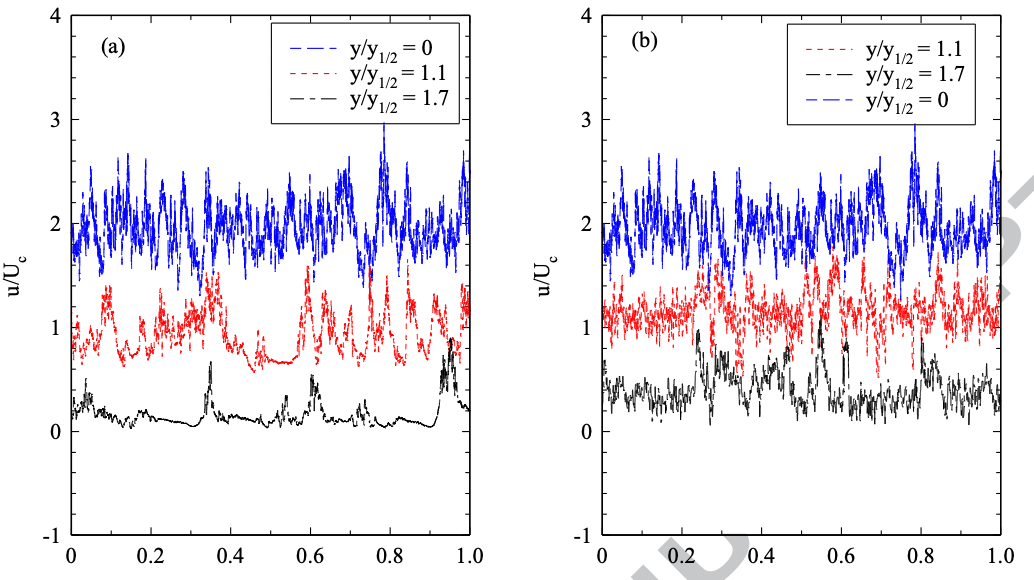 (a)
y/y1/2 = 0
y/y1/2 = 1.1
y/y1/2 = 1.7
u/Uc
4
3
2
1
0
-1
0 0.2 0.4 0.6 0.8 1.0
(b)
y/y1/2 = 1.1
y/y1/2 = 1.7
y/y1/2 = 0
u/Uc
4
3
2
1
0
-1
0 0.2 0.4 0.6 0.8 1.0